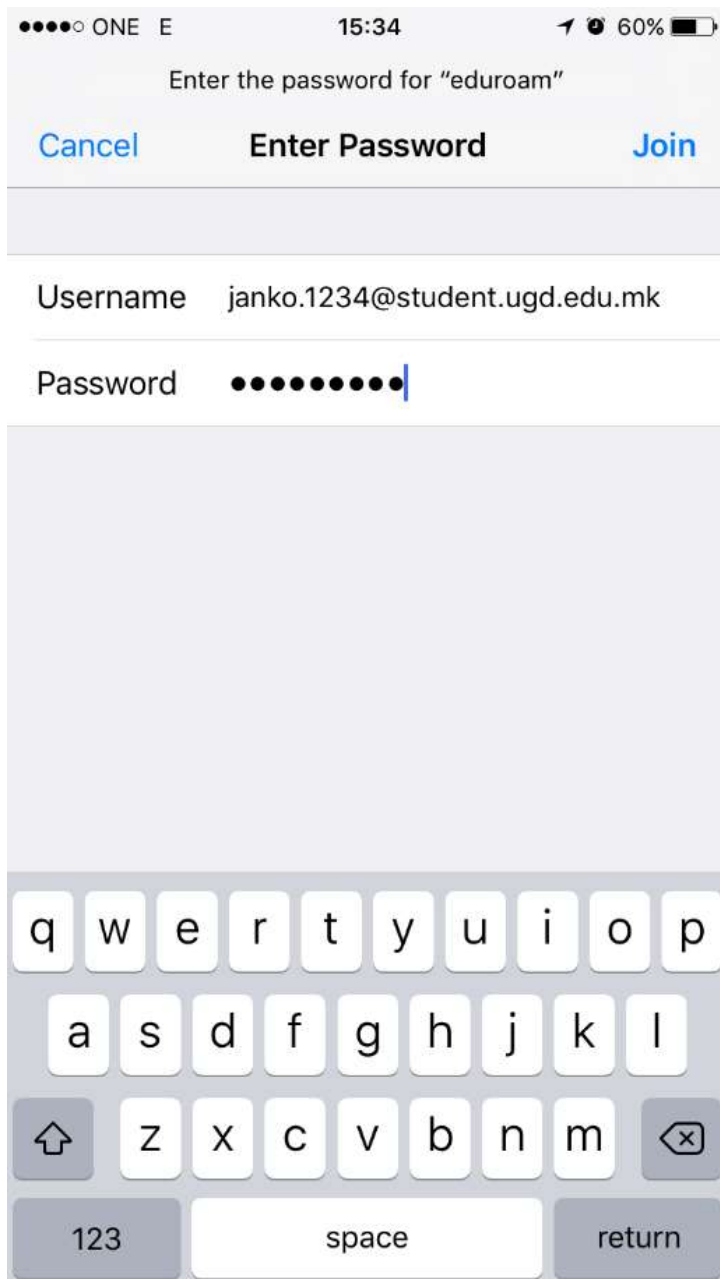 ONE E 15:34 60%
Enter the password for “eduroam”
Cancel Enter Password Join
Username janko.1234@student.ugd.edu.mk
Password •••••••••
q w e r t y u i o p
a s d f g h j k l
z x c v b n m
123 space return